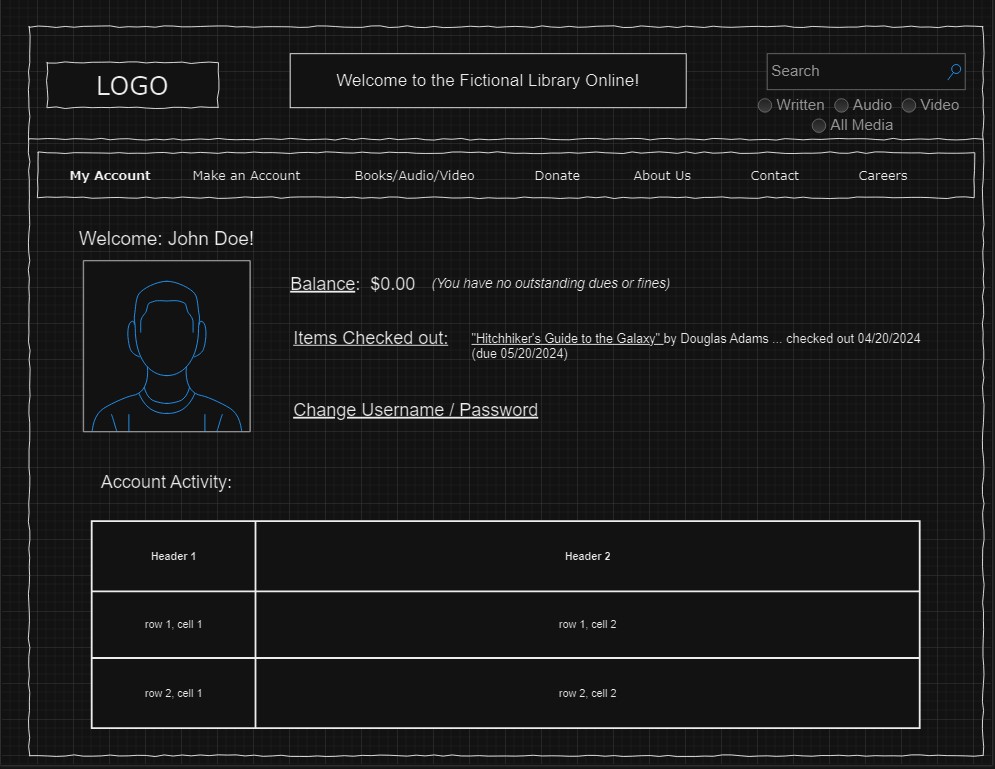 LOGO
Welcome to the Fictional Library Online!
Search
Written Audio Video
All Media
My Account Make an Account Books/Audio/Video Donate About Us Contact Careers
Welcome: John Doe!
Balance: $0.00 (You have no outstanding dues or fines)
Items Checked out: "Hitchhiker's Guide to the Galaxy" by Douglas Adams ... checked out 04/20/2024
(due 05/20/2024)
Change Username / Password
Account Activity:
Header 1 Header 2
row 1, cell 1 row 1, cell 2
row 2, cell 1 row 2, cell 2